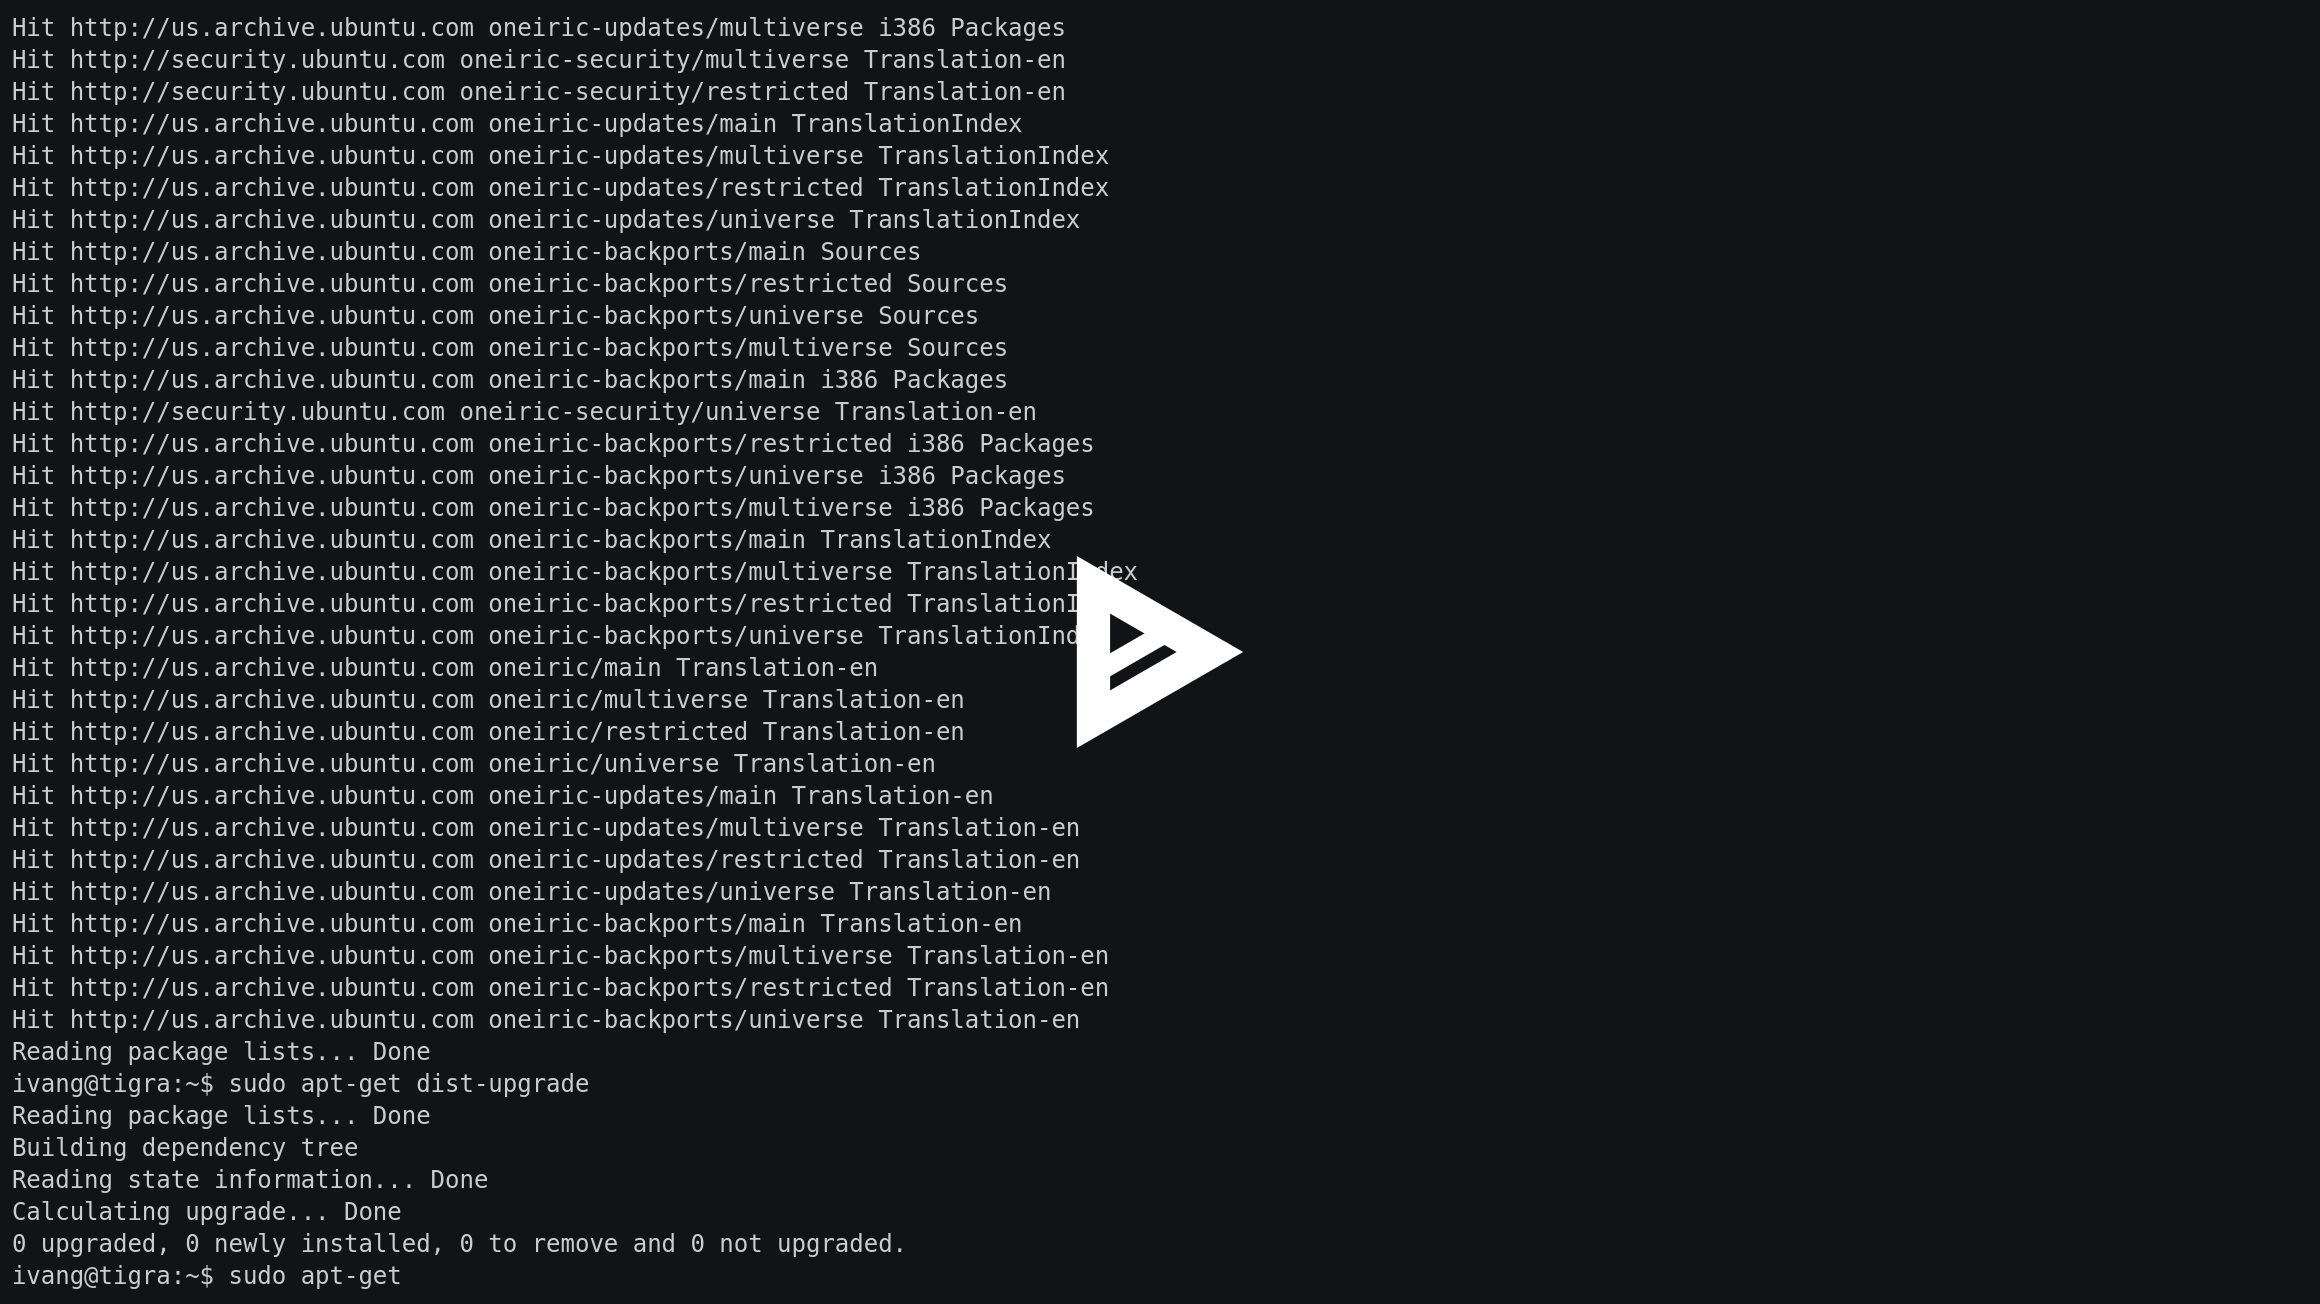 Hit http://us.archive.ubuntu.com oneiric-updates/multiverse i386 Packages
Hit http://security.ubuntu.com oneiric-security/multiverse Translation-en
Hit http://security.ubuntu.com oneiric-security/restricted Translation-en
Hit http://us.archive.ubuntu.com oneiric-updates/main TranslationIndex
Hit http://us.archive.ubuntu.com oneiric-updates/multiverse TranslationIndex
Hit http://us.archive.ubuntu.com oneiric-updates/restricted TranslationIndex
Hit http://us.archive.ubuntu.com oneiric-updates/universe TranslationIndex
Hit http://us.archive.ubuntu.com oneiric-backports/main Sources
Hit http://us.archive.ubuntu.com oneiric-backports/restricted Sources
Hit http://us.archive.ubuntu.com oneiric-backports/universe Sources
Hit http://us.archive.ubuntu.com oneiric-backports/multiverse Sources
Hit http://us.archive.ubuntu.com oneiric-backports/main i386 Packages
Hit http://security.ubuntu.com oneiric-security/universe Translation-en
Hit http://us.archive.ubuntu.com oneiric-backports/restricted i386 Packages
Hit http://us.archive.ubuntu.com oneiric-backports/universe i386 Packages
Hit http://us.archive.ubuntu.com oneiric-backports/multiverse i386 Packages
Hit http://us.archive.ubuntu.com oneiric-backports/main TranslationIndex
Hit http://us.archive.ubuntu.com oneiric-backports/multiverse
Hit http://us.archive.ubuntu.com oneiric-backports/restricted
Hit http://us.archive.ubuntu.com oneiric-backports/universe
Hit http://us.archive.ubuntu.com oneiric/main Translation-en
Hit http://us.archive.ubuntu.com oneiric/multiverse Translation-en
Hit http://us.archive.ubuntu.com oneiric/restricted Translation-en
Hit http://us.archive.ubuntu.com oneiric/universe Translation-en
Hit http://us.archive.ubuntu.com oneiric-updates/main Translation-en
Hit http://us.archive.ubuntu.com oneiric-updates/multiverse Translation-en
Hit http://us.archive.ubuntu.com oneiric-updates/restricted Translation-en
Hit http://us.archive.ubuntu.com oneiric-updates/universe Translation-en
Hit http://us.archive.ubuntu.com oneiric-backports/main Translation-en
Hit http://us.archive.ubuntu.com oneiric-backports/multiverse Translation-en
Hit http://us.archive.ubuntu.com oneiric-backports/restricted Translation-en
Hit http://us.archive.ubuntu.com oneiric-backports/universe Translation-en
Reading package lists... Done
ivang@tigra:~$ sudo apt-get dist-upgrade
Reading package lists... Done
Building dependency tree
Reading state information... Done
Calculating upgrade... Done
0 upgraded, 0 newly installed, 0 to remove and 0 not upgraded.
ivang@tigra:~$ sudo apt-get